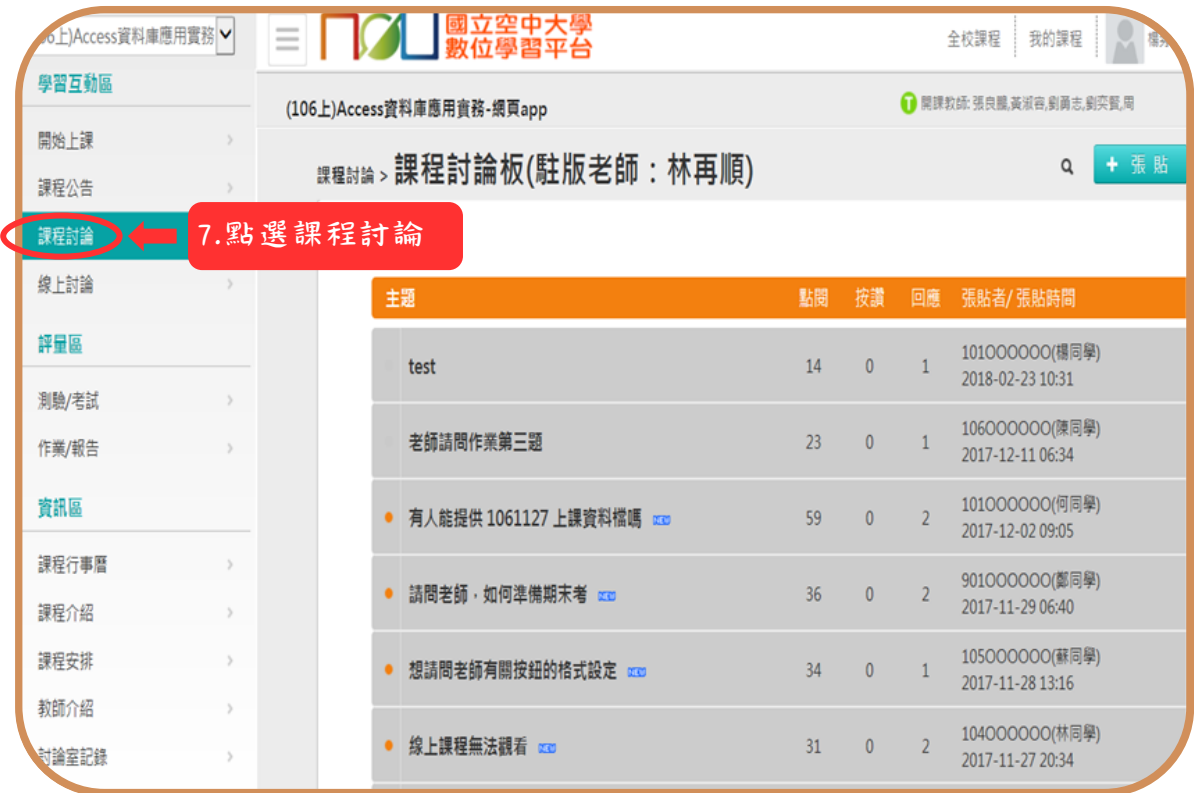 06上)Access資料庫應用實務
國立空中大學
數位學習平台
全校課程
我的課程
學習互動區
開始上課
課程公告
課程討論
線上討論
評量區
測驗/考試
作業/報告
資訊區
課程行事曆
課程介紹
課程安排
教師介紹
討論室記錄
(106上)Access資料庫應用實務-網頁app
T 開課教師: 張良鵬,黃淑容,劉勇志,劉奕賢,周
課程討論 > 課程討論板(駐版老師：林再順)
+ 張貼
7.點選課程討論
主題 點閱 按讚 回應 張貼者/ 張貼時間
test 14 0 1 101OOOOOO(楊同學)
2018-02-23 10:31
老師請問作業第三題 23 0 1 106OOOOOO(陳同學)
2017-12-11 06:34
有人能提供 1061127 上課資料檔嗎 NEW 59 0 2 101OOOOOO(何同學)
2017-12-02 09:05
請問老師，如何準備期末考 NEW 36 0 2 901OOOOOO(鄭同學)
2017-11-29 06:40
想請問老師有關按鈕的格式設定 NEW 34 0 1 105OOOOOO(蘇同學)
2017-11-28 13:16
線上課程無法觀看 NEW 31 0 2 104OOOOOO(林同學)
2017-11-27 20:34